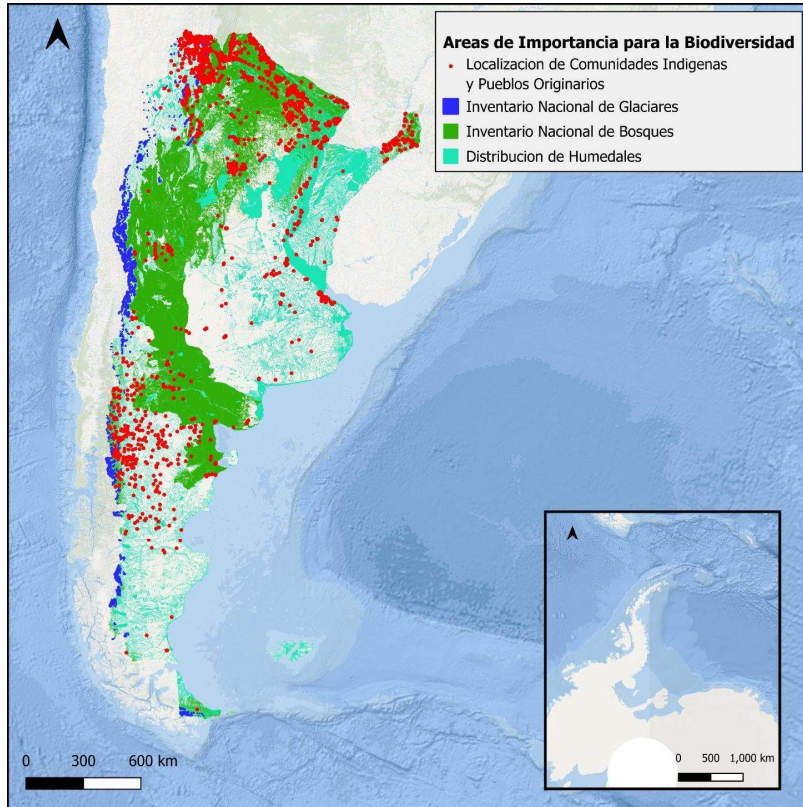 Areas de Importancia para la Biodiversidad
Localizacion de Comunidades Indigenas
y Pueblos Originarios
Inventario Nacional de Glaciares
Inventario Nacional de Bosques
Distribucion de Humedales
0 300 600 km
0 500 1,000 km